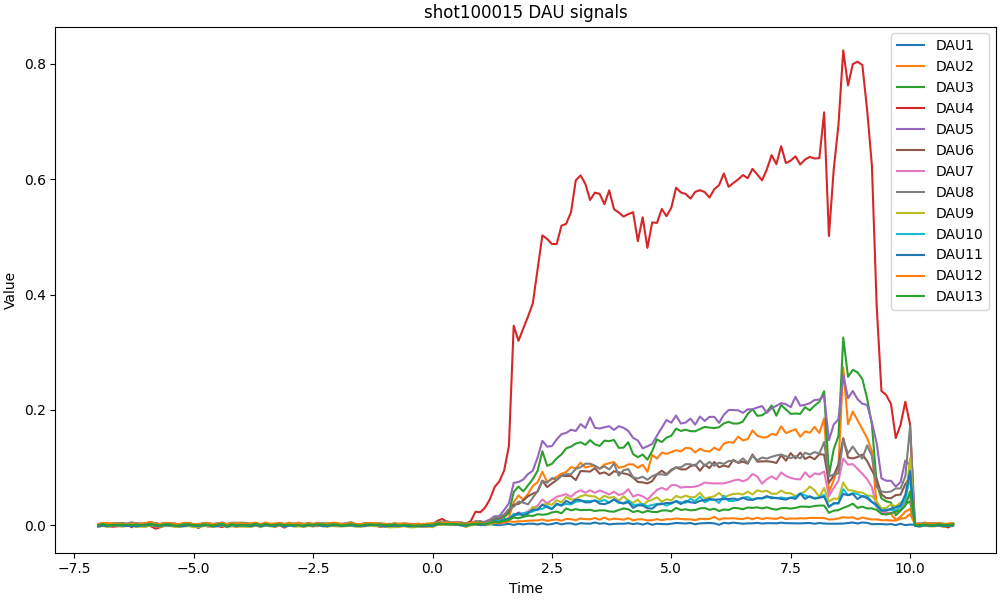 shot100015 DAU signals
Value
0.8
0.6
0.4
0.2
0.0
−7.5
−5.0
−2.5
0.0
2.5
5.0
7.5
10.0
Time
DAU1
DAU2
DAU3
DAU4
DAU5
DAU6
DAU7
DAU8
DAU9
DAU10
DAU11
DAU12
DAU13